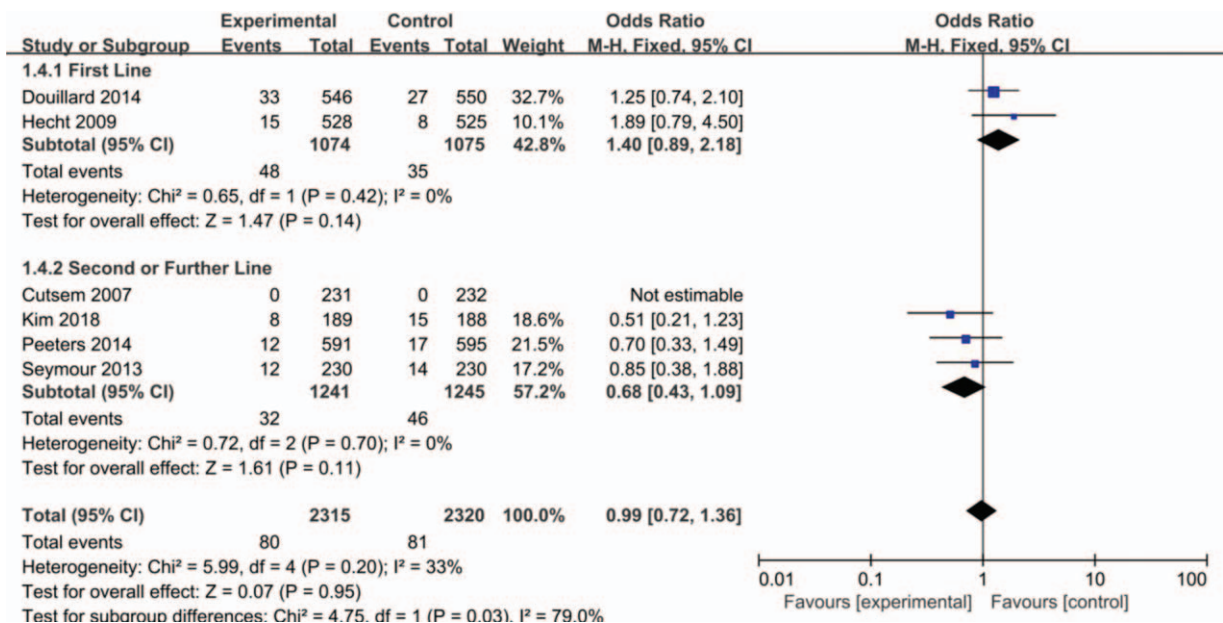 Experimental Control Odds Ratio Odds Ratio
Study or Subgroup Events Total Events Total Weight M-H, Fixed, 95% CI M-H, Fixed, 95% CI
1.4.1 First Line
Douillard 2014 33 546 27 550 32.7% 1.25 [0.74, 2.10]
Hecht 2009 15 528 8 525 10.1% 1.89 [0.79, 4.50]
Subtotal (95% CI) 1074 1075 42.8% 1.40 [0.89, 2.18]
Total events 48 35
Heterogeneity: Chi² = 0.65, df = 1 (P = 0.42); I² = 0%
Test for overall effect: Z = 1.47 (P = 0.14)
1.4.2 Second or Further Line
Cutsem 2007 0 231 0 232 Not estimable
Kim 2018 8 189 15 188 18.6% 0.51 [0.21, 1.23]
Peeters 2014 12 591 17 595 21.5% 0.70 [0.33, 1.49]
Seymour 2013 12 230 14 230 17.2% 0.85 [0.38, 1.88]
Subtotal (95% CI) 1241 1245 57.2% 0.68 [0.43, 1.09]
Total events 32 46
Heterogeneity: Chi² = 0.72, df = 2 (P = 0.70); I² = 0%
Test for overall effect: Z = 1.61 (P = 0.11)
Total (95% CI) 2315 2320 100.0% 0.99 [0.72, 1.36]
Total events 80 81
Heterogeneity: Chi² = 5.99, df = 4 (P = 0.20); I² = 33%
Test for overall effect: Z = 0.07 (P = 0.95)
Test for subgroup differences: Chi² = 4.75, df = 1 (P = 0.03), I² = 79.0%
0.01 0.1 1 10 100
Favours [experimental] Favours [control]